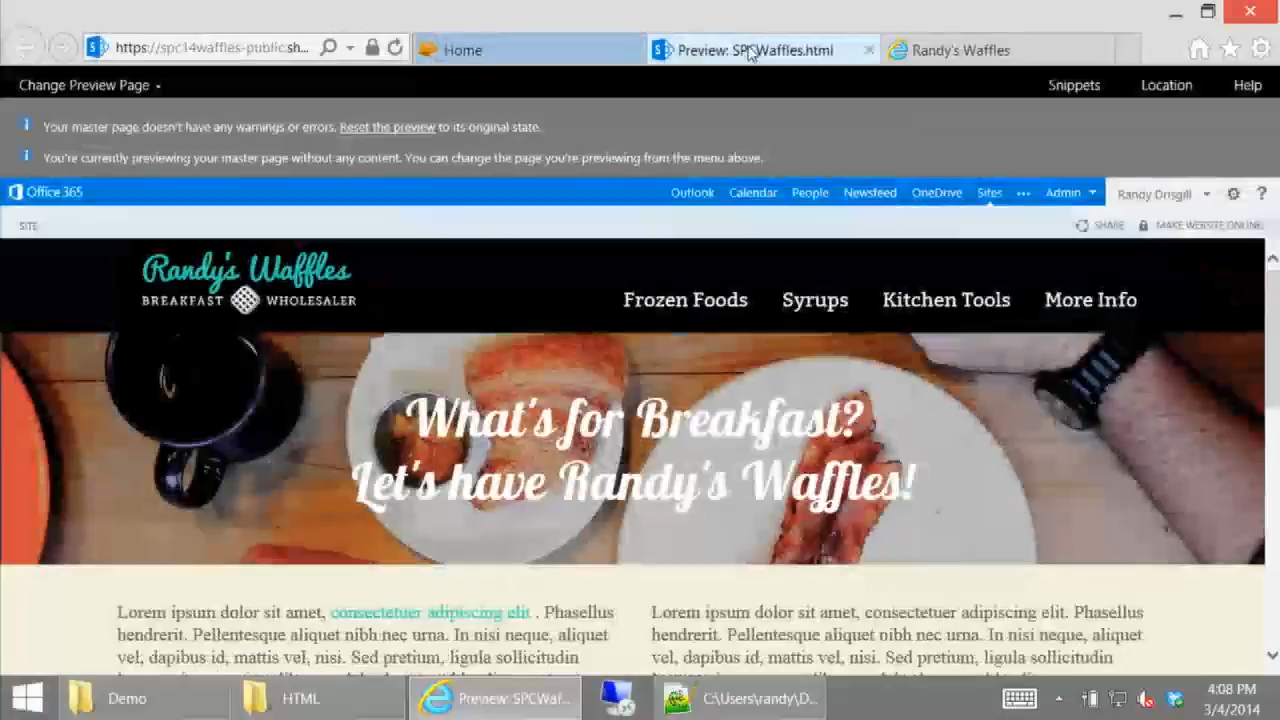 https://spc14waffles-public.sh...
Home
Preview: SPCWaffles.html
Randy's Waffles
Change Preview Page
Snippets
Location
Help
Your master page doesn't have any warnings or errors. Reset the preview to its original state.
You're currently previewing your master page without any content. You can change the page you're previewing from the menu above.
Office 365
Outlook
Calendar
People
Newsfeed
OneDrive
Sites
•••
Admin
Randy Drisgill
?
SITE
SHARE
MAKE WEBSITE ONLINE
Randy's Waffles
BREAKFAST WHOLESALER
Frozen Foods
Syrups
Kitchen Tools
More Info
What's for Breakfast?
Let's have Randy's Waffles!
Lorem ipsum dolor sit amet, consectetuer adipiscing elit . Phasellus
hendrerit. Pellentesque aliquet nibh nec urna. In nisi neque, aliquet
vel, dapibus id, mattis vel, nisi. Sed pretium, ligula sollicitudin
Lorem ipsum dolor sit amet, consectetuer adipiscing elit. Phasellus
hendrerit. Pellentesque aliquet nibh nec urna. In nisi neque, aliquet
vel, dapibus id, mattis vel, nisi. Sed pretium, ligula sollicitudin
Demo
HTML
Preview: SPCWaf...
C:\Users\randy\D...
4:08 PM
3/4/2014